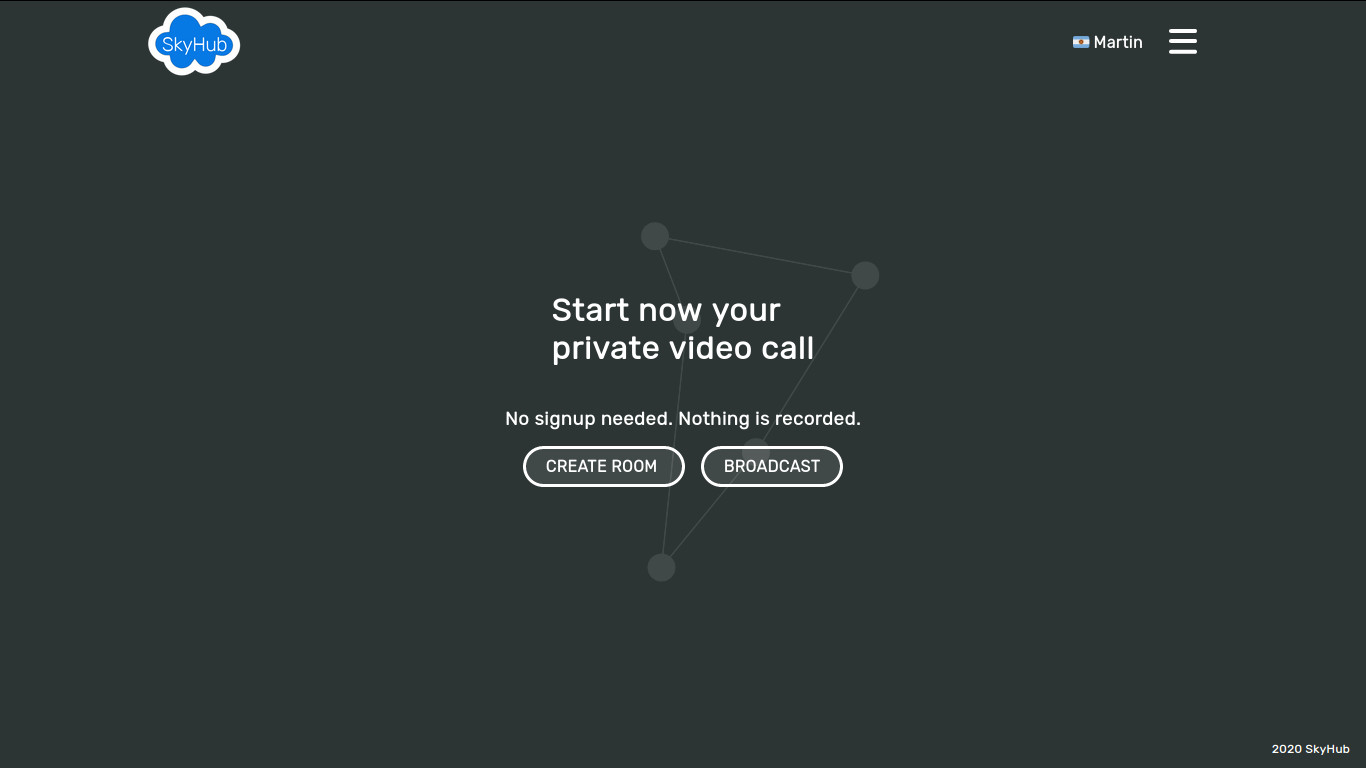 SkyHub
Martin
Start now your
private video call
No signup needed. Nothing is recorded.
CREATE ROOM
BROADCAST
2020 SkyHub